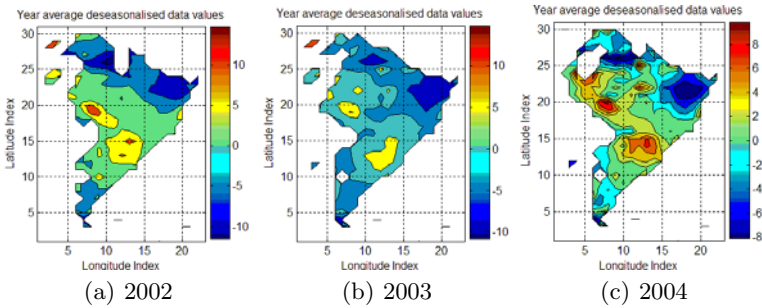 Year average deseasonalised data values
30
25
20
15
10
5
5 10 15 20
Latitude Index
Longitude Index
10
5
0
-5
-10
(a) 2002
Year average deseasonalised data values
30
25
20
15
10
5
5 10 15 20
Latitude Index
Longitude Index
10
5
0
-5
-10
(b) 2003
Year average deseasonalised data values
30
25
20
15
10
5
5 10 15 20
Latitude Index
Longitude Index
8
6
4
2
0
-2
-4
-6
-8
(c) 2004